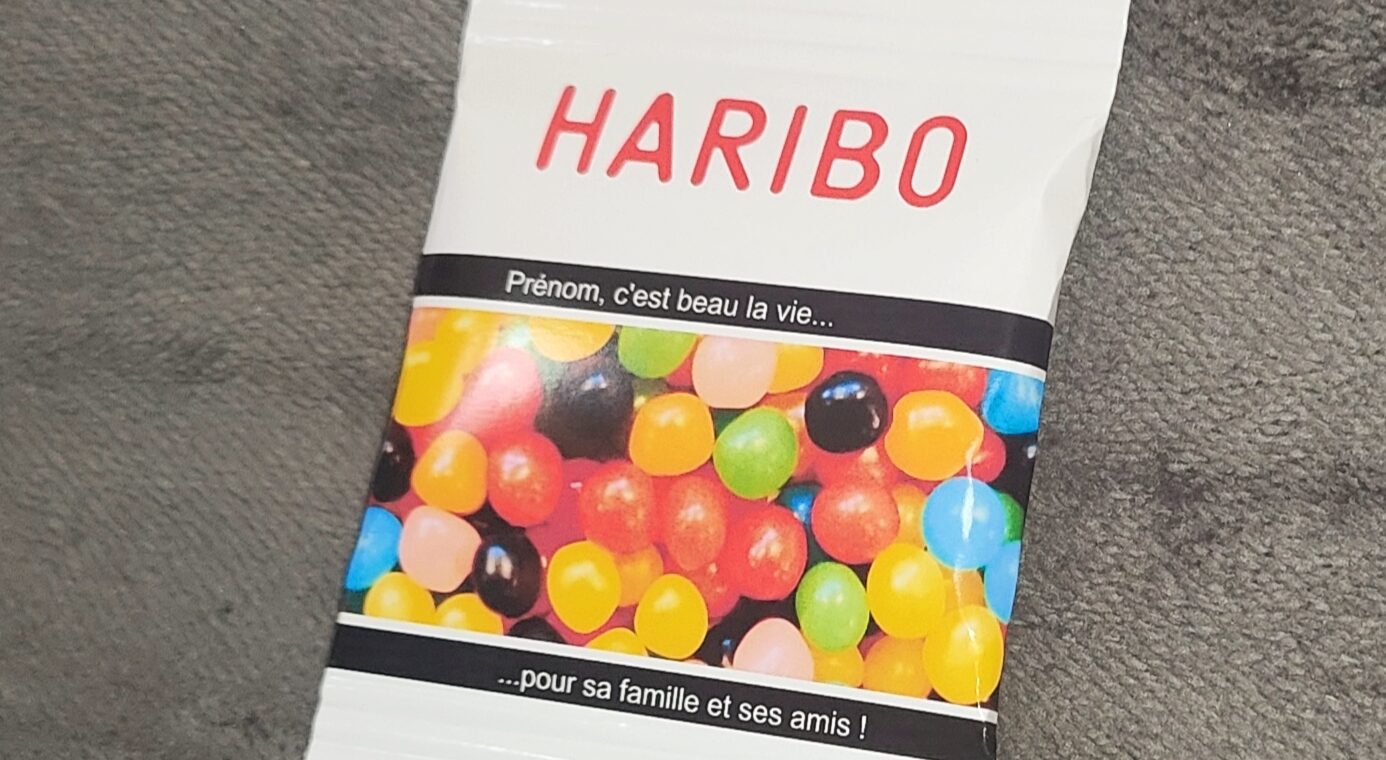 HARIBO
Prénom, c'est beau la vie...
...pour sa famille et ses amis !